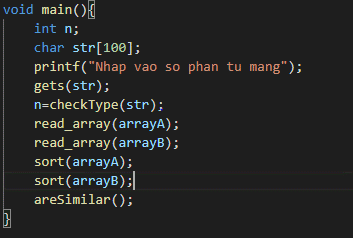 void main(){
    int n;
    char str[100];
    printf("Nhap vao so phan tu mang");
    gets(str);
    n=checkType(str);
    read_array(arrayA);
    read_array(arrayB);
    sort(arrayA);
    sort(arrayB);
    areSimilar();
}